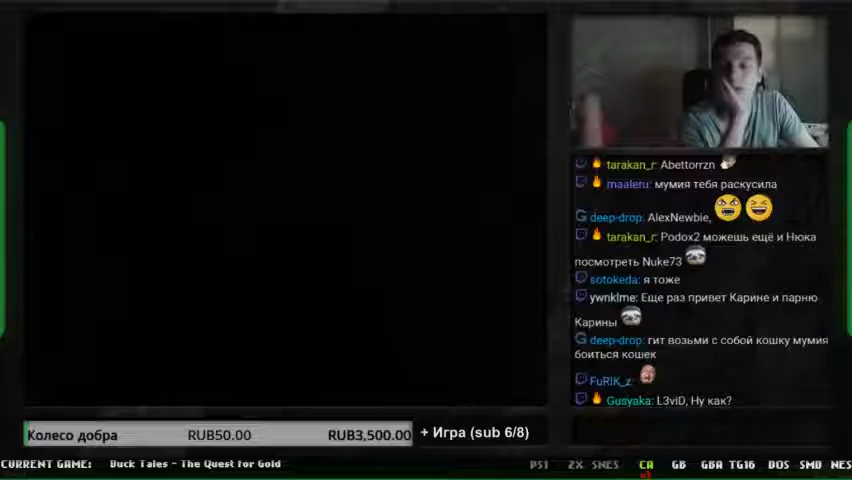 tarakan_r: Abettorrzn
maaleru: мумия тебя раскусила
deep-drop: AlexNewbie,
tarakan_r: Podox2 можешь ещё и Нюка
посмотреть Nuke73
sotokeda: я тоже
ywnklme: Еще раз привет Карине и парню
Карины
deep-drop: гит возьми с собой кошку мумия
боиться кошек
FuRIK_z:
Gusyaka: L3viD, Ну как?
Колесо добра RUB50.00 RUB3,500.00 + Игра (sub 6/8)
CURRENT GAME: Duck Tales - The Quest for Gold PS1 ZX SNES CA GB GBA TG16 DOS SMD NES
x3